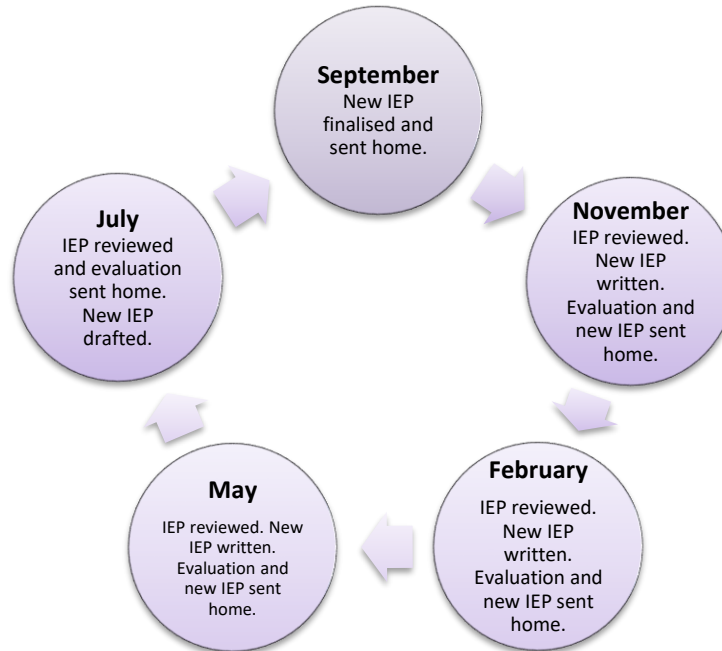 September
New IEP
finalised and
sent home.
November
IEP reviewed.
New IEP
written.
Evaluation and
new IEP sent
home.
February
IEP reviewed.
New IEP
written.
Evaluation and
new IEP sent
home.
May
IEP reviewed. New
IEP written.
Evaluation and
new IEP sent
home.
July
IEP reviewed
and evaluation
sent home.
New IEP
drafted.